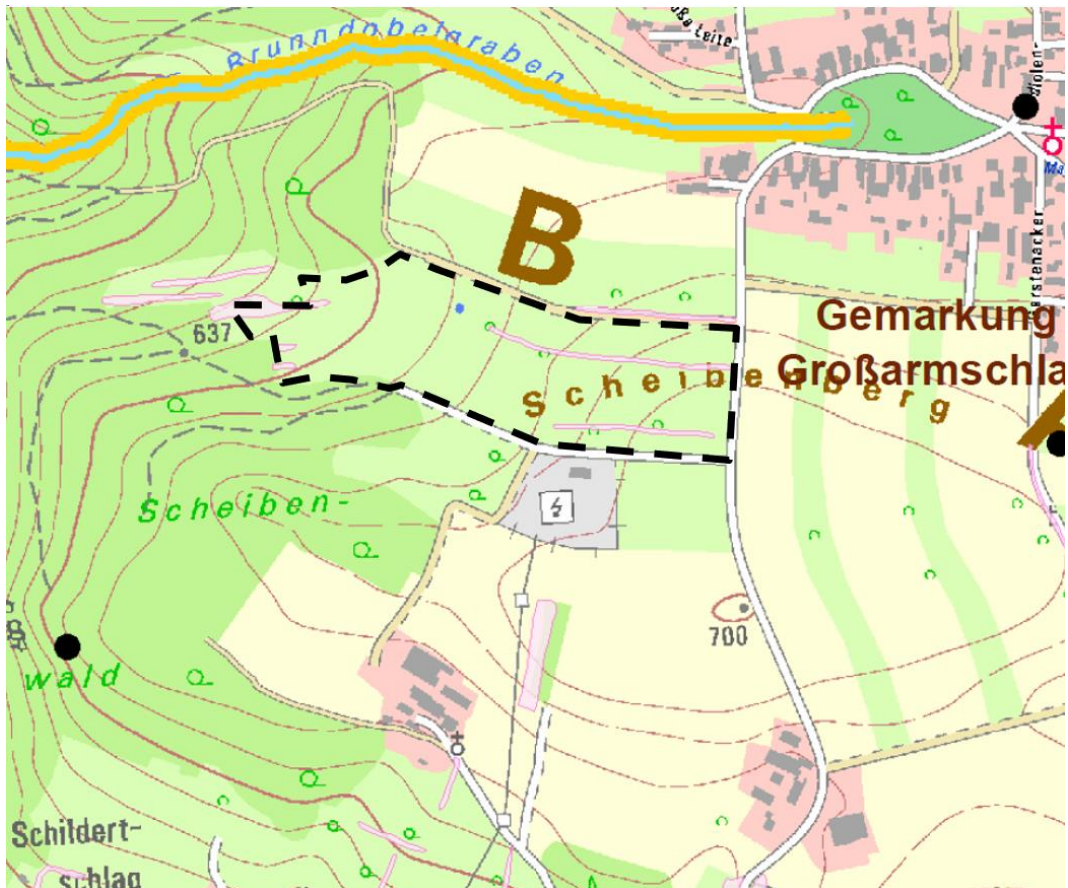 Brunndobelgraben
B
637
Gemarkung
Großarmschla
Scheibenberg
Scheiben-
wald
700
Schildert-
schlag